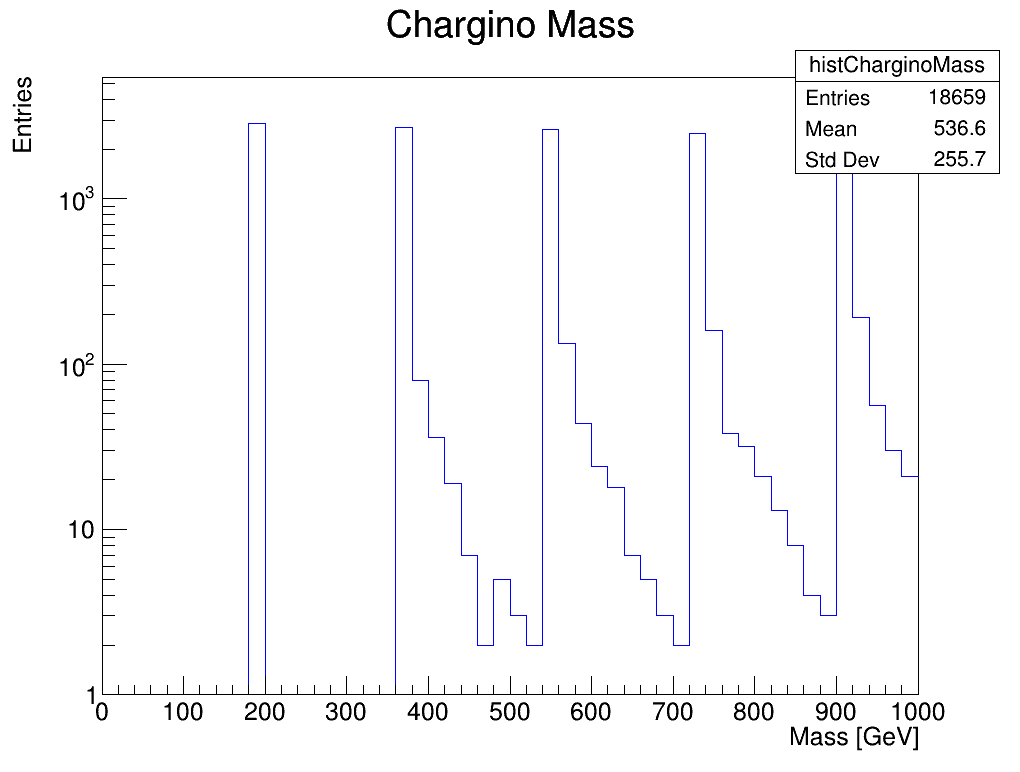 Chargino Mass
histCharginoMass
Entries 18659
Mean 536.6
Std Dev 255.7
Entries
10³
10²
10
1
0 100 200 300 400 500 600 700 800 900 1000
Mass [GeV]